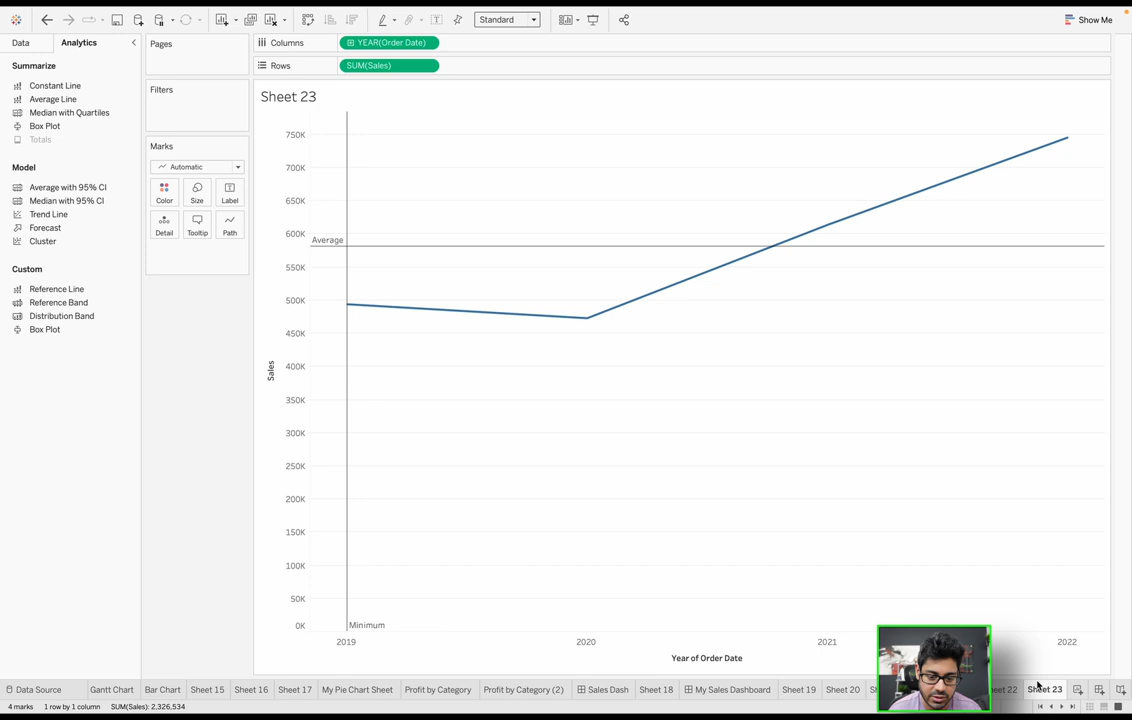 Standard
Show Me
Data
Analytics
Pages
Columns
YEAR(Order Date)
Rows
SUM(Sales)
Summarize
Constant Line
Average Line
Median with Quartiles
Box Plot
Totals
Model
Average with 95% CI
Median with 95% CI
Trend Line
Forecast
Cluster
Custom
Reference Line
Reference Band
Distribution Band
Box Plot
Filters
Marks
Automatic
Color
Size
Label
Detail
Tooltip
Path
Sheet 23
750K
700K
650K
600K
Average
550K
500K
450K
400K
Sales
350K
300K
250K
200K
150K
100K
50K
0K
Minimum
2019
2020
2021
2022
Year of Order Date
Data Source
Gantt Chart
Bar Chart
Sheet 15
Sheet 16
Sheet 17
My Pie Chart Sheet
Profit by Category
Profit by Category (2)
Sales Dash
Sheet 18
My Sales Dashboard
Sheet 19
Sheet 20
22
Sheet 23
4 marks
1 row by 1 column
SUM(Sales): 2,326,534